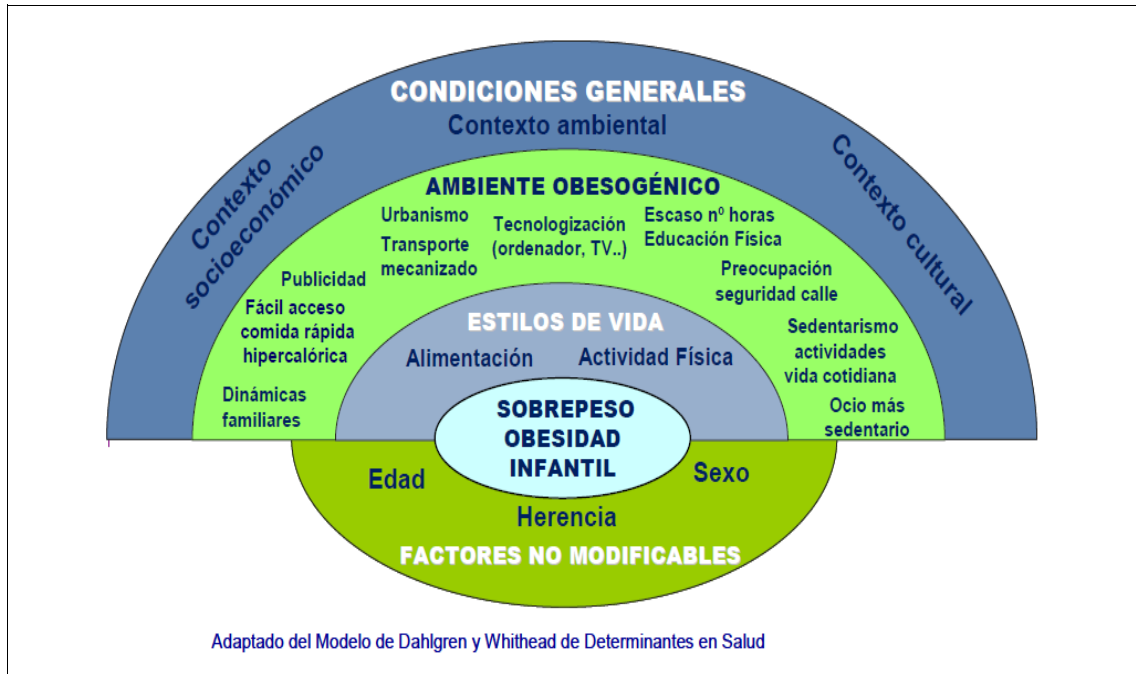 CONDICIONES GENERALES
Contexto ambiental
Contexto
socioeconómico
Contexto cultural
AMBIENTE OBESOGÉNICO
Urbanismo
Transporte
mecanizado
Tecnologización
(ordenador, TV..)
Escaso nº horas
Educación Física
Publicidad
Fácil acceso
comida rápida
hipercalórica
Dinámicas
familiares
Preocupación
seguridad calle
Sedentarismo
actividades
vida cotidiana
Ocio más
sedentario
ESTILOS DE VIDA
Alimentación
Actividad Física
SOBREPESO
OBESIDAD
INFANTIL
Edad
Sexo
Herencia
FACTORES NO MODIFICABLES
Adaptado del Modelo de Dahlgren y Whithead de Determinantes en Salud